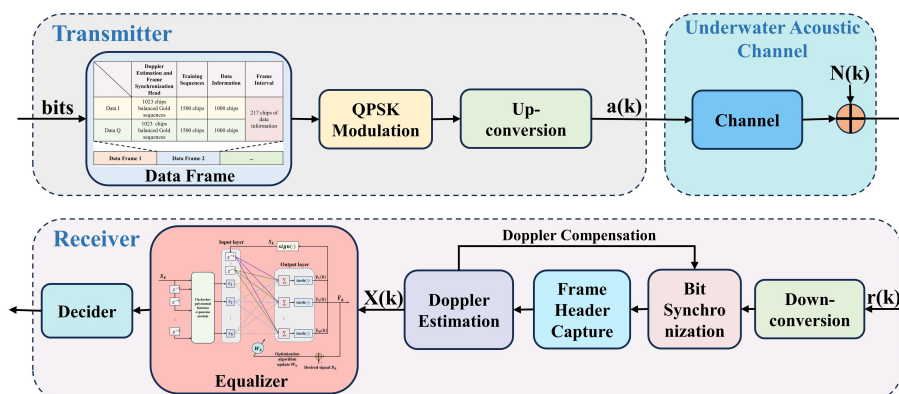 Transmitter
Doppler
Estimation and
Frame
Synchronization
Head
Training
Sequences
Data
Information
Frame
Interval
Data I
1023 chips
balanced Gold
sequences
1500 chips
1000 chips
217 chips of
data
information
Data Q
1023 chips
balanced Gold
sequences
1500 chips
1000 chips
Data Frame 1
Data Frame 2
...
Data Frame
bits
QPSK
Modulation
Up-
conversion
a(k)
Underwater Acoustic
Channel
Channel
N(k)
Receiver
Decider
Input layer
Output layer
sign(·)
Optimization
algorithm
update
Desired signal
Equalizer
X(k)
Doppler Compensation
Doppler
Estimation
Frame
Header
Capture
Bit
Synchro
nization
Down-
conversion
r(k)